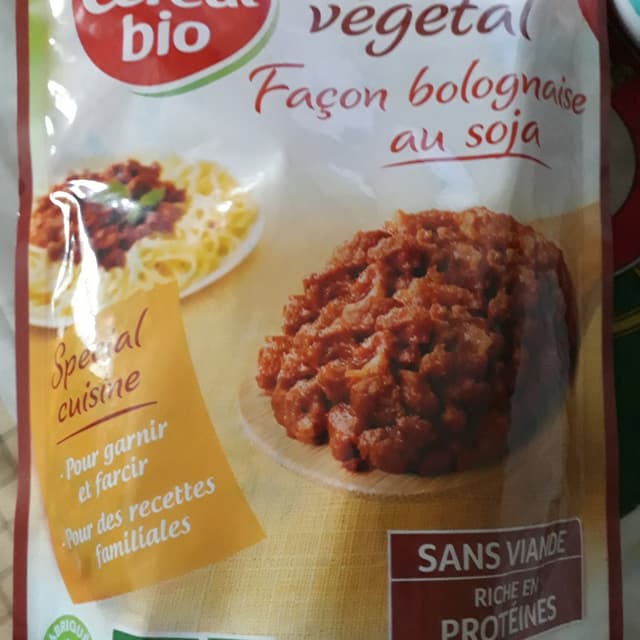 bio
végétal
Façon bolognaise
au soja
Spécial
cuisine
Pour garnir
et farcir
Pour des recettes
familiales
SANS VIANDE
RICHE EN
PROTÉINES